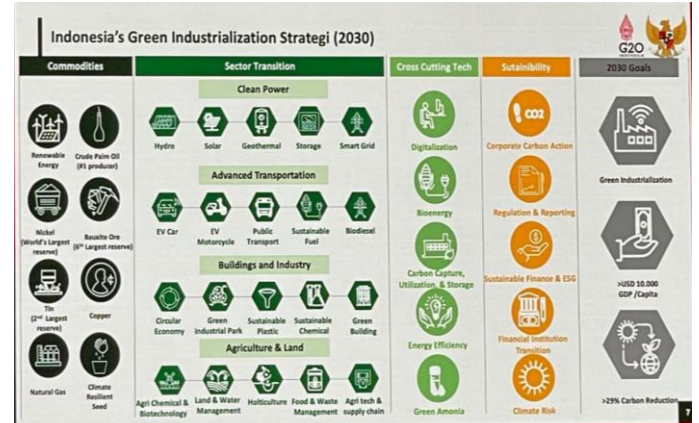 Indonesia's Green Industrialization Strategi (2030)
G20
INDONESIA
Commodities
Renewable
Energy
Crude Palm Oil
(#1 producer)
Nickel
(World's Largest
reserve)
Bauxite Ore
(6th Largest reserve)
Tin
(2nd Largest
reserve)
Copper
Natural Gas
Climate
Resilient
Seed
Sector Transition
Clean Power
Hydro
Solar
Geothermal
Storage
Smart Grid
Advanced Transportation
EV Car
EV
Motorcycle
Public
Transport
Sustainable
Fuel
Biodiesel
Buildings and Industry
Circular
Economy
Green
Industrial Park
Sustainable
Plastic
Sustainable
Chemical
Green
Building
Agriculture & Land
Agri Chemical &
Biotechnology
Land & Water
Management
Holticulture
Food & Waste
Management
Agri tech &
supply chain
Cross Cutting Tech
Digitalization
Bioenergy
Carbon Capture,
Utilization, & Storage
Energy Efficiency
Green Amonia
Sutainibility
CO2
Corporate Carbon Action
Regulation & Reporting
Sustainable Finance & ESG
Financial Institution
Transition
Climate Risk
2030 Goals
Green Industrialization
>USD 10.000
GDP /Capita
>29% Carbon Reduction
7